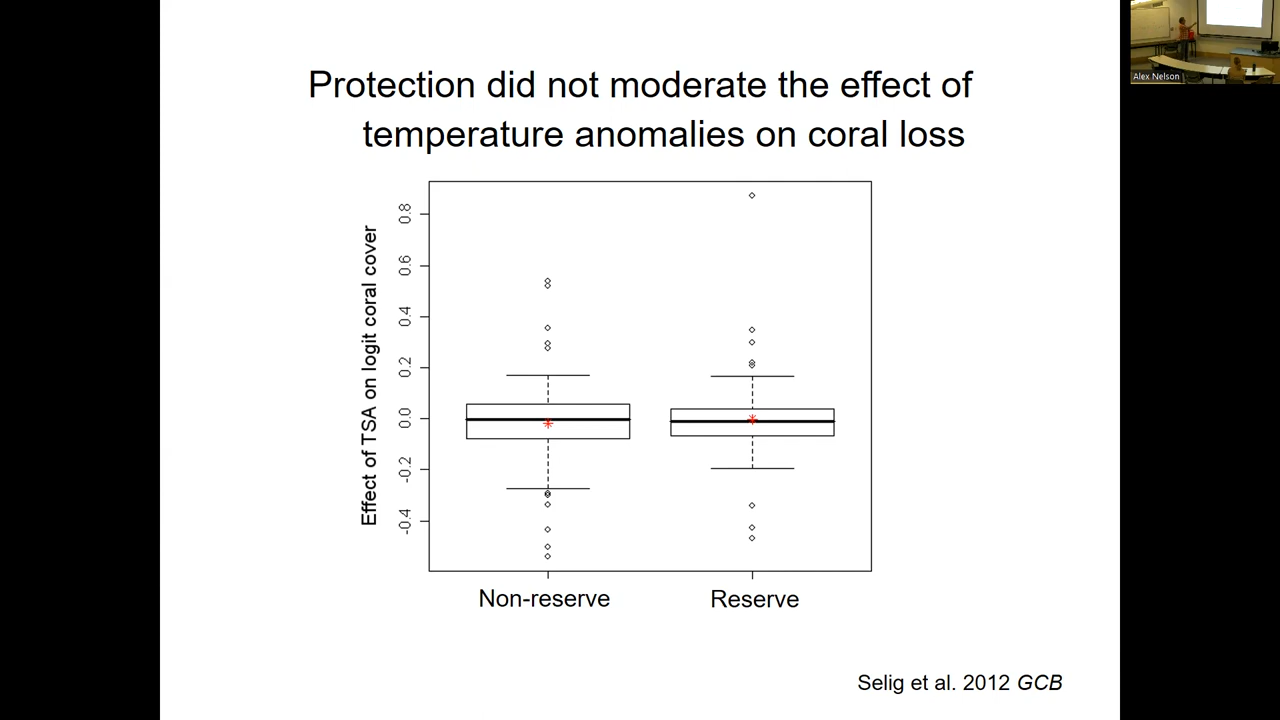 Protection did not moderate the effect of
temperature anomalies on coral loss
Effect of TSA on logit coral cover
0.8
0.6
0.4
0.2
0.0
-0.2
-0.4
Non-reserve
Reserve
Selig et al. 2012 GCB
Alex Nelson